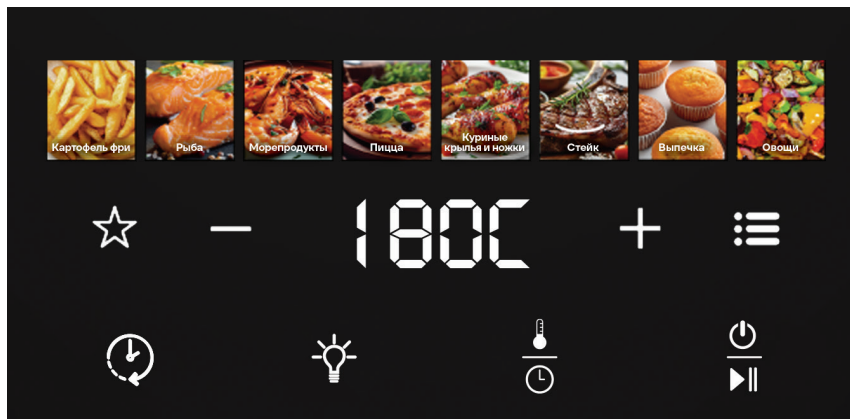 Картофель фри
Рыба
Морепродукты
Пицца
Куриные
крылья и ножки
Стейк
Выпечка
Овощи
180C